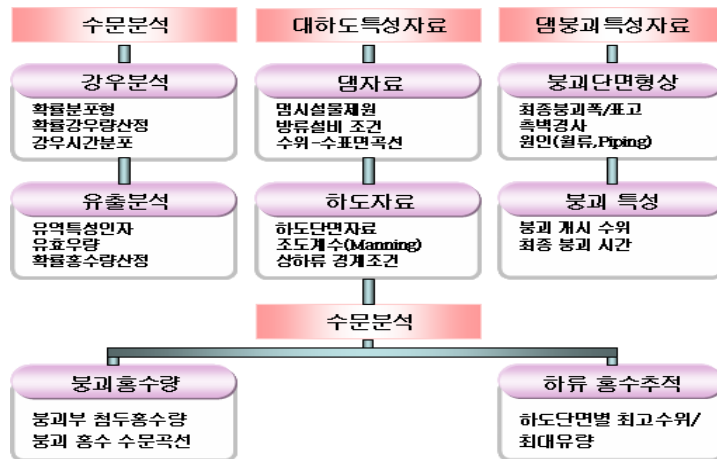 수문분석
대하도특성자료
댐붕괴특성자료
강우분석
확률분포형
확률강우량산정
강우시간분포
댐자료
댐시설물제원
방류설비 조건
수위-수표면곡선
붕괴단면형상
최종붕괴폭/표고
측벽경사
원인(월류,Piping)
유출분석
유역특성인자
유효우량
확률홍수량산정
하도자료
하도단면자료
조도계수(Manning)
상하류 경계조건
붕괴 특성
붕괴 개시 수위
최종 붕괴 시간
수문분석
붕괴홍수량
붕괴부 첨두홍수량
붕괴 홍수 수문곡선
하류 홍수추적
하도단면별 최고수위/
최대유량